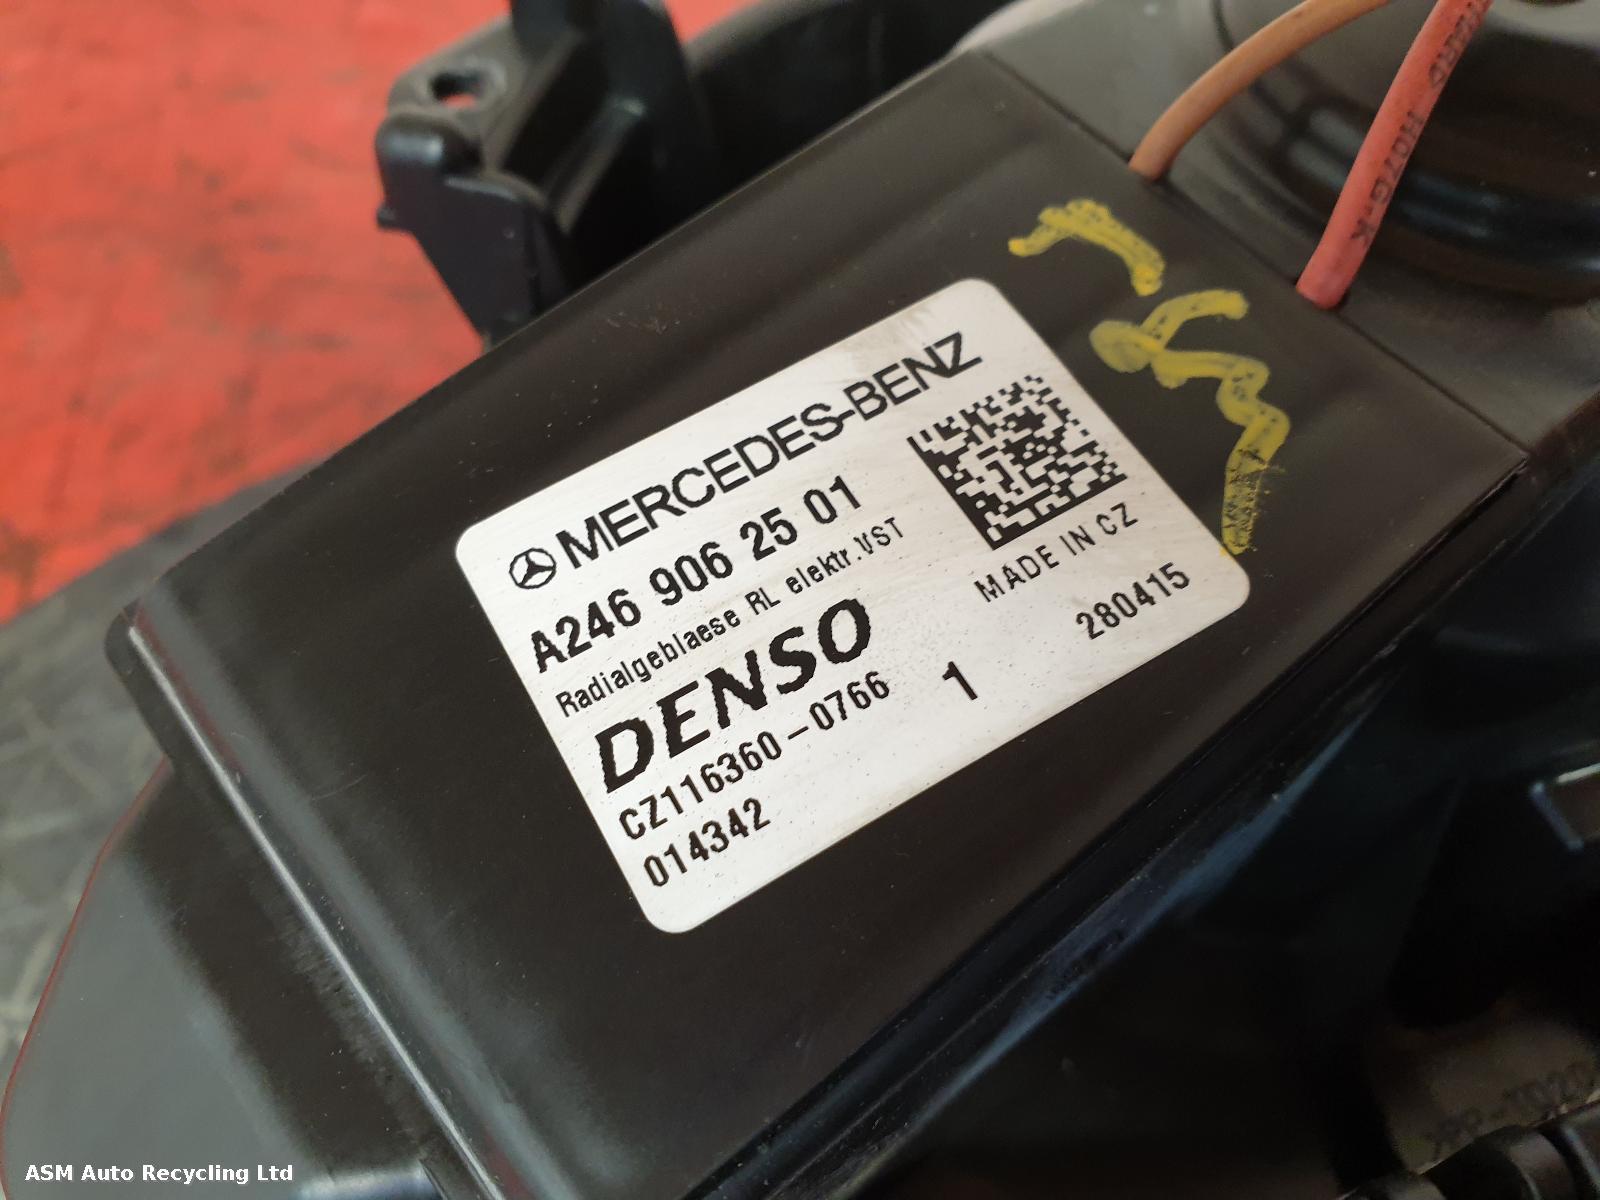 MERCEDES-BENZ
A246 906 25 01
Radialgeblaese RL elektr.VST
MADE IN CZ
DENSO
280415
CZ116360-0766
1
014342
ASM Auto Recycling Ltd